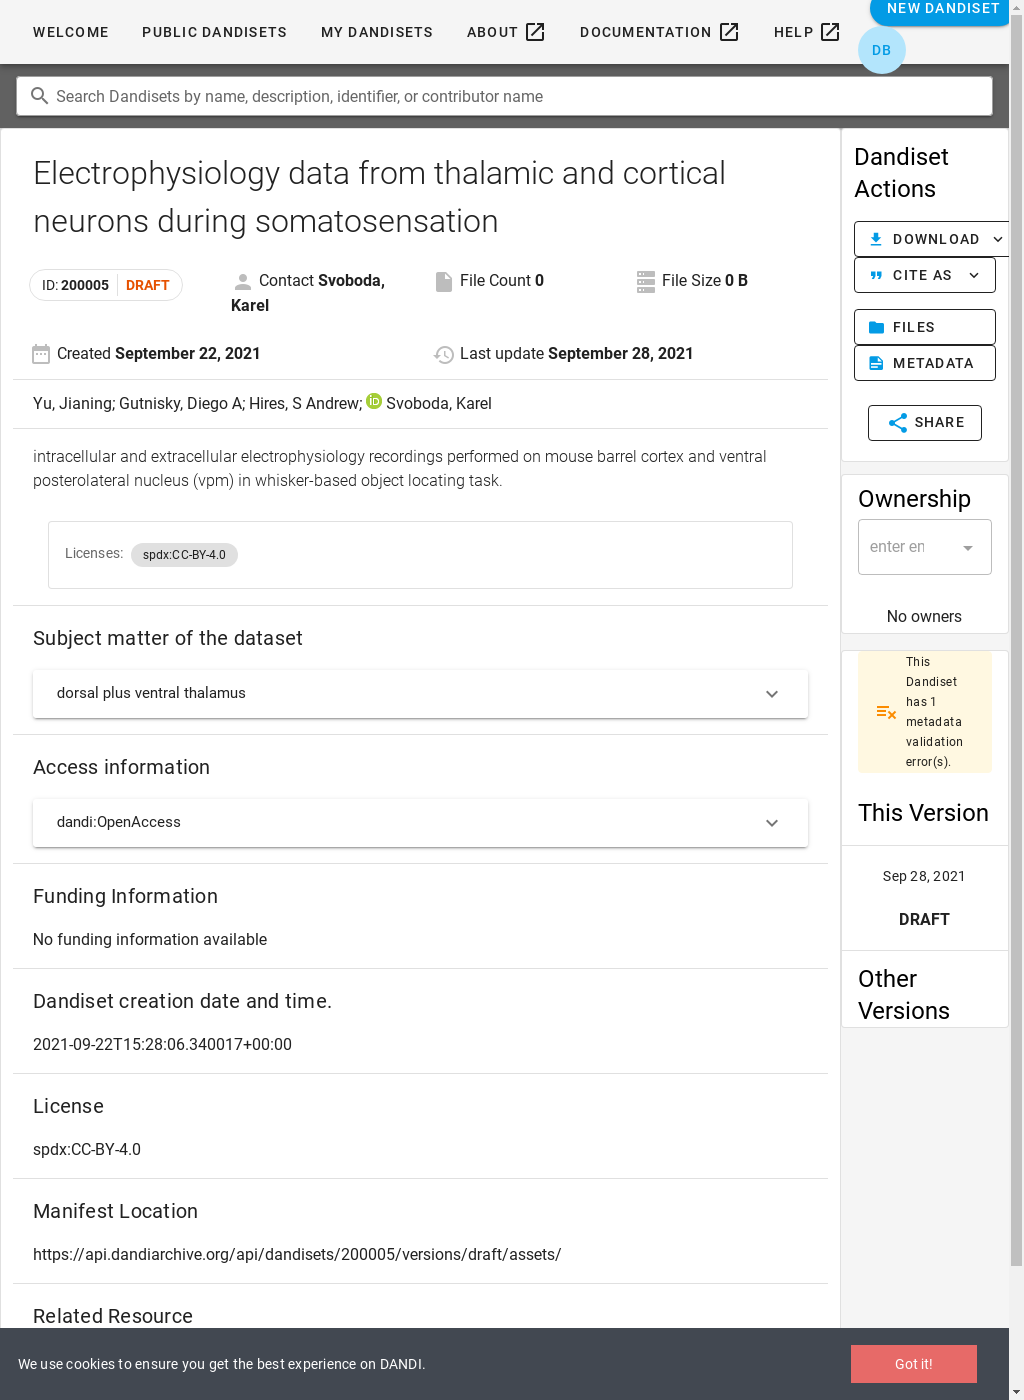 WELCOME PUBLIC DANDISETS MY DANDISETS ABOUT DOCUMENTATION HELP NEW DANDISET
DB
Search Dandisets by name, description, identifier, or contributor name
Electrophysiology data from thalamic and cortical
neurons during somatosensation
ID: 200005 DRAFT
Contact Svoboda,
Karel
File Count 0
File Size 0 B
Created September 22, 2021
Last update September 28, 2021
Yu, Jianing; Gutnisky, Diego A; Hires, S Andrew; iD Svoboda, Karel
intracellular and extracellular electrophysiology recordings performed on mouse barrel cortex and ventral
posterolateral nucleus (vpm) in whisker-based object locating task.
Licenses: spdx:CC-BY-4.0
Subject matter of the dataset
dorsal plus ventral thalamus
Access information
dandi:OpenAccess
Funding Information
No funding information available
Dandiset creation date and time.
2021-09-22T15:28:06.340017+00:00
License
spdx:CC-BY-4.0
Manifest Location
https://api.dandiarchive.org/api/dandisets/200005/versions/draft/assets/
Related Resource
Dandiset
Actions
DOWNLOAD
CITE AS
FILES
METADATA
SHARE
Ownership
enter en
No owners
This
Dandiset
has 1
metadata
validation
error(s).
This Version
Sep 28, 2021
DRAFT
Other
Versions
We use cookies to ensure you get the best experience on DANDI.
Got it!